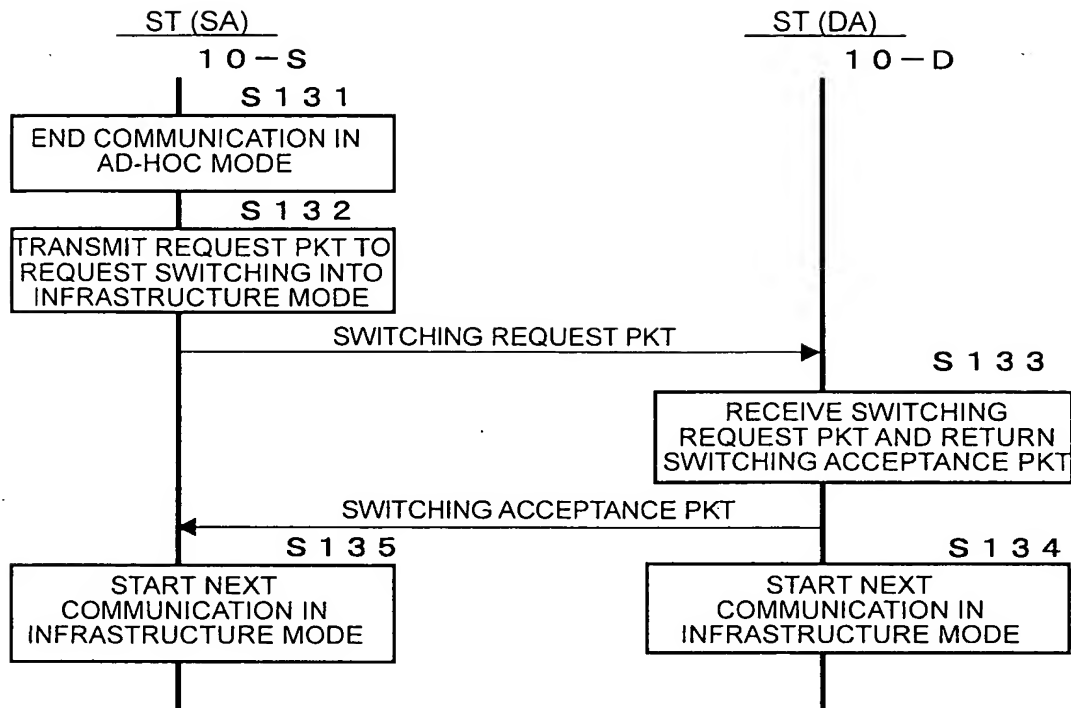 ST (SA)
ST (DA)
10-S
10-D
S131
END COMMUNICATION IN
AD-HOC MODE
S132
TRANSMIT REQUEST PKT TO
REQUEST SWITCHING INTO
INFRASTRUCTURE MODE
SWITCHING REQUEST PKT
S133
RECEIVE SWITCHING
REQUEST PKT AND RETURN
SWITCHING ACCEPTANCE PKT
SWITCHING ACCEPTANCE PKT
S135
S134
START NEXT
COMMUNICATION IN
INFRASTRUCTURE MODE
START NEXT
COMMUNICATION IN
INFRASTRUCTURE MODE